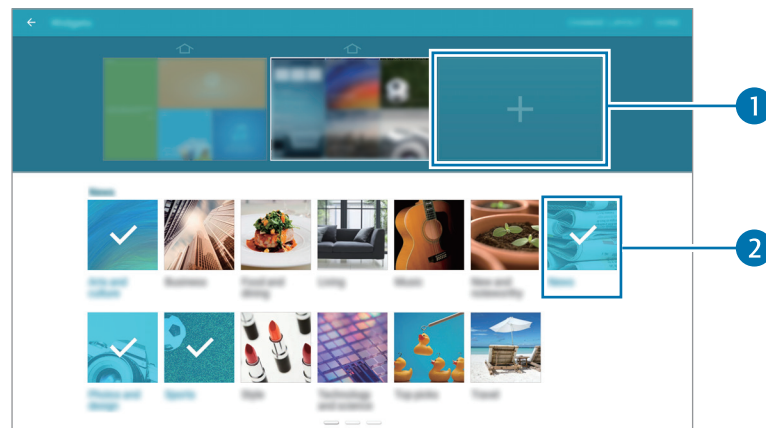 Widgets
1
News
Arts and
culture
Business
Food and
dining
Living
Music
New and
noteworthy
News
2
Photos and
design
Sports
Style
Technology
and science
Top picks
Travel